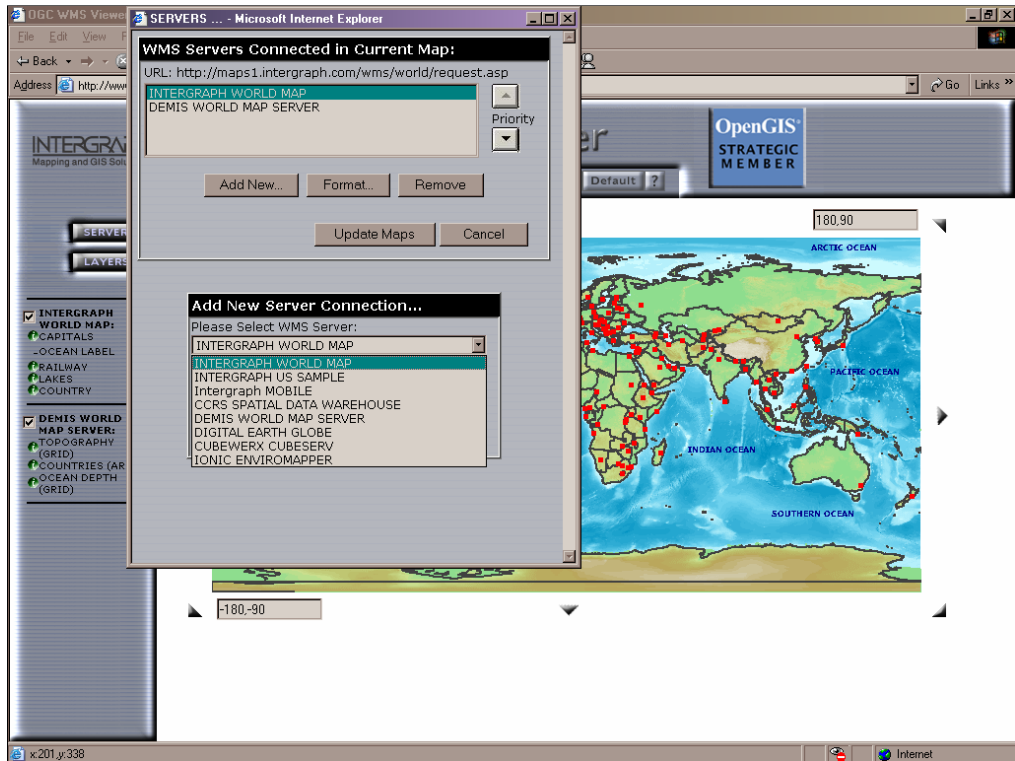 OGC WMS Viewer
File Edit View F
Back
Address http://www
Go Links »
SERVERS ... - Microsoft Internet Explorer
WMS Servers Connected in Current Map:
URL: http://maps1.intergraph.com/wms/world/request.asp
INTERGRAPH WORLD MAP
DEMIS WORLD MAP SERVER
Priority
Add New... Format... Remove
Update Maps Cancel
Add New Server Connection...
Please Select WMS Server:
INTERGRAPH WORLD MAP
INTERGRAPH WORLD MAP
INTERGRAPH US SAMPLE
Intergraph MOBILE
CCRS SPATIAL DATA WAREHOUSE
DEMIS WORLD MAP SERVER
DIGITAL EARTH GLOBE
CUBEWERX CUBESERV
IONIC ENVIROMAPPER
INTERGRA
Mapping and GIS Solu
er
Default ?
OpenGIS®
STRATEGIC
MEMBER
SERVER
LAYERS
INTERGRAPH
WORLD MAP:
CAPITALS
OCEAN LABEL
RAILWAY
LAKES
COUNTRY
DEMIS WORLD
MAP SERVER:
TOPOGRAPHY
(GRID)
COUNTRIES (AR
OCEAN DEPTH
(GRID)
180,90
ARCTIC OCEAN
PACIFIC OCEAN
INDIAN OCEAN
SOUTHERN OCEAN
-180,-90
x:201,y:338
Internet